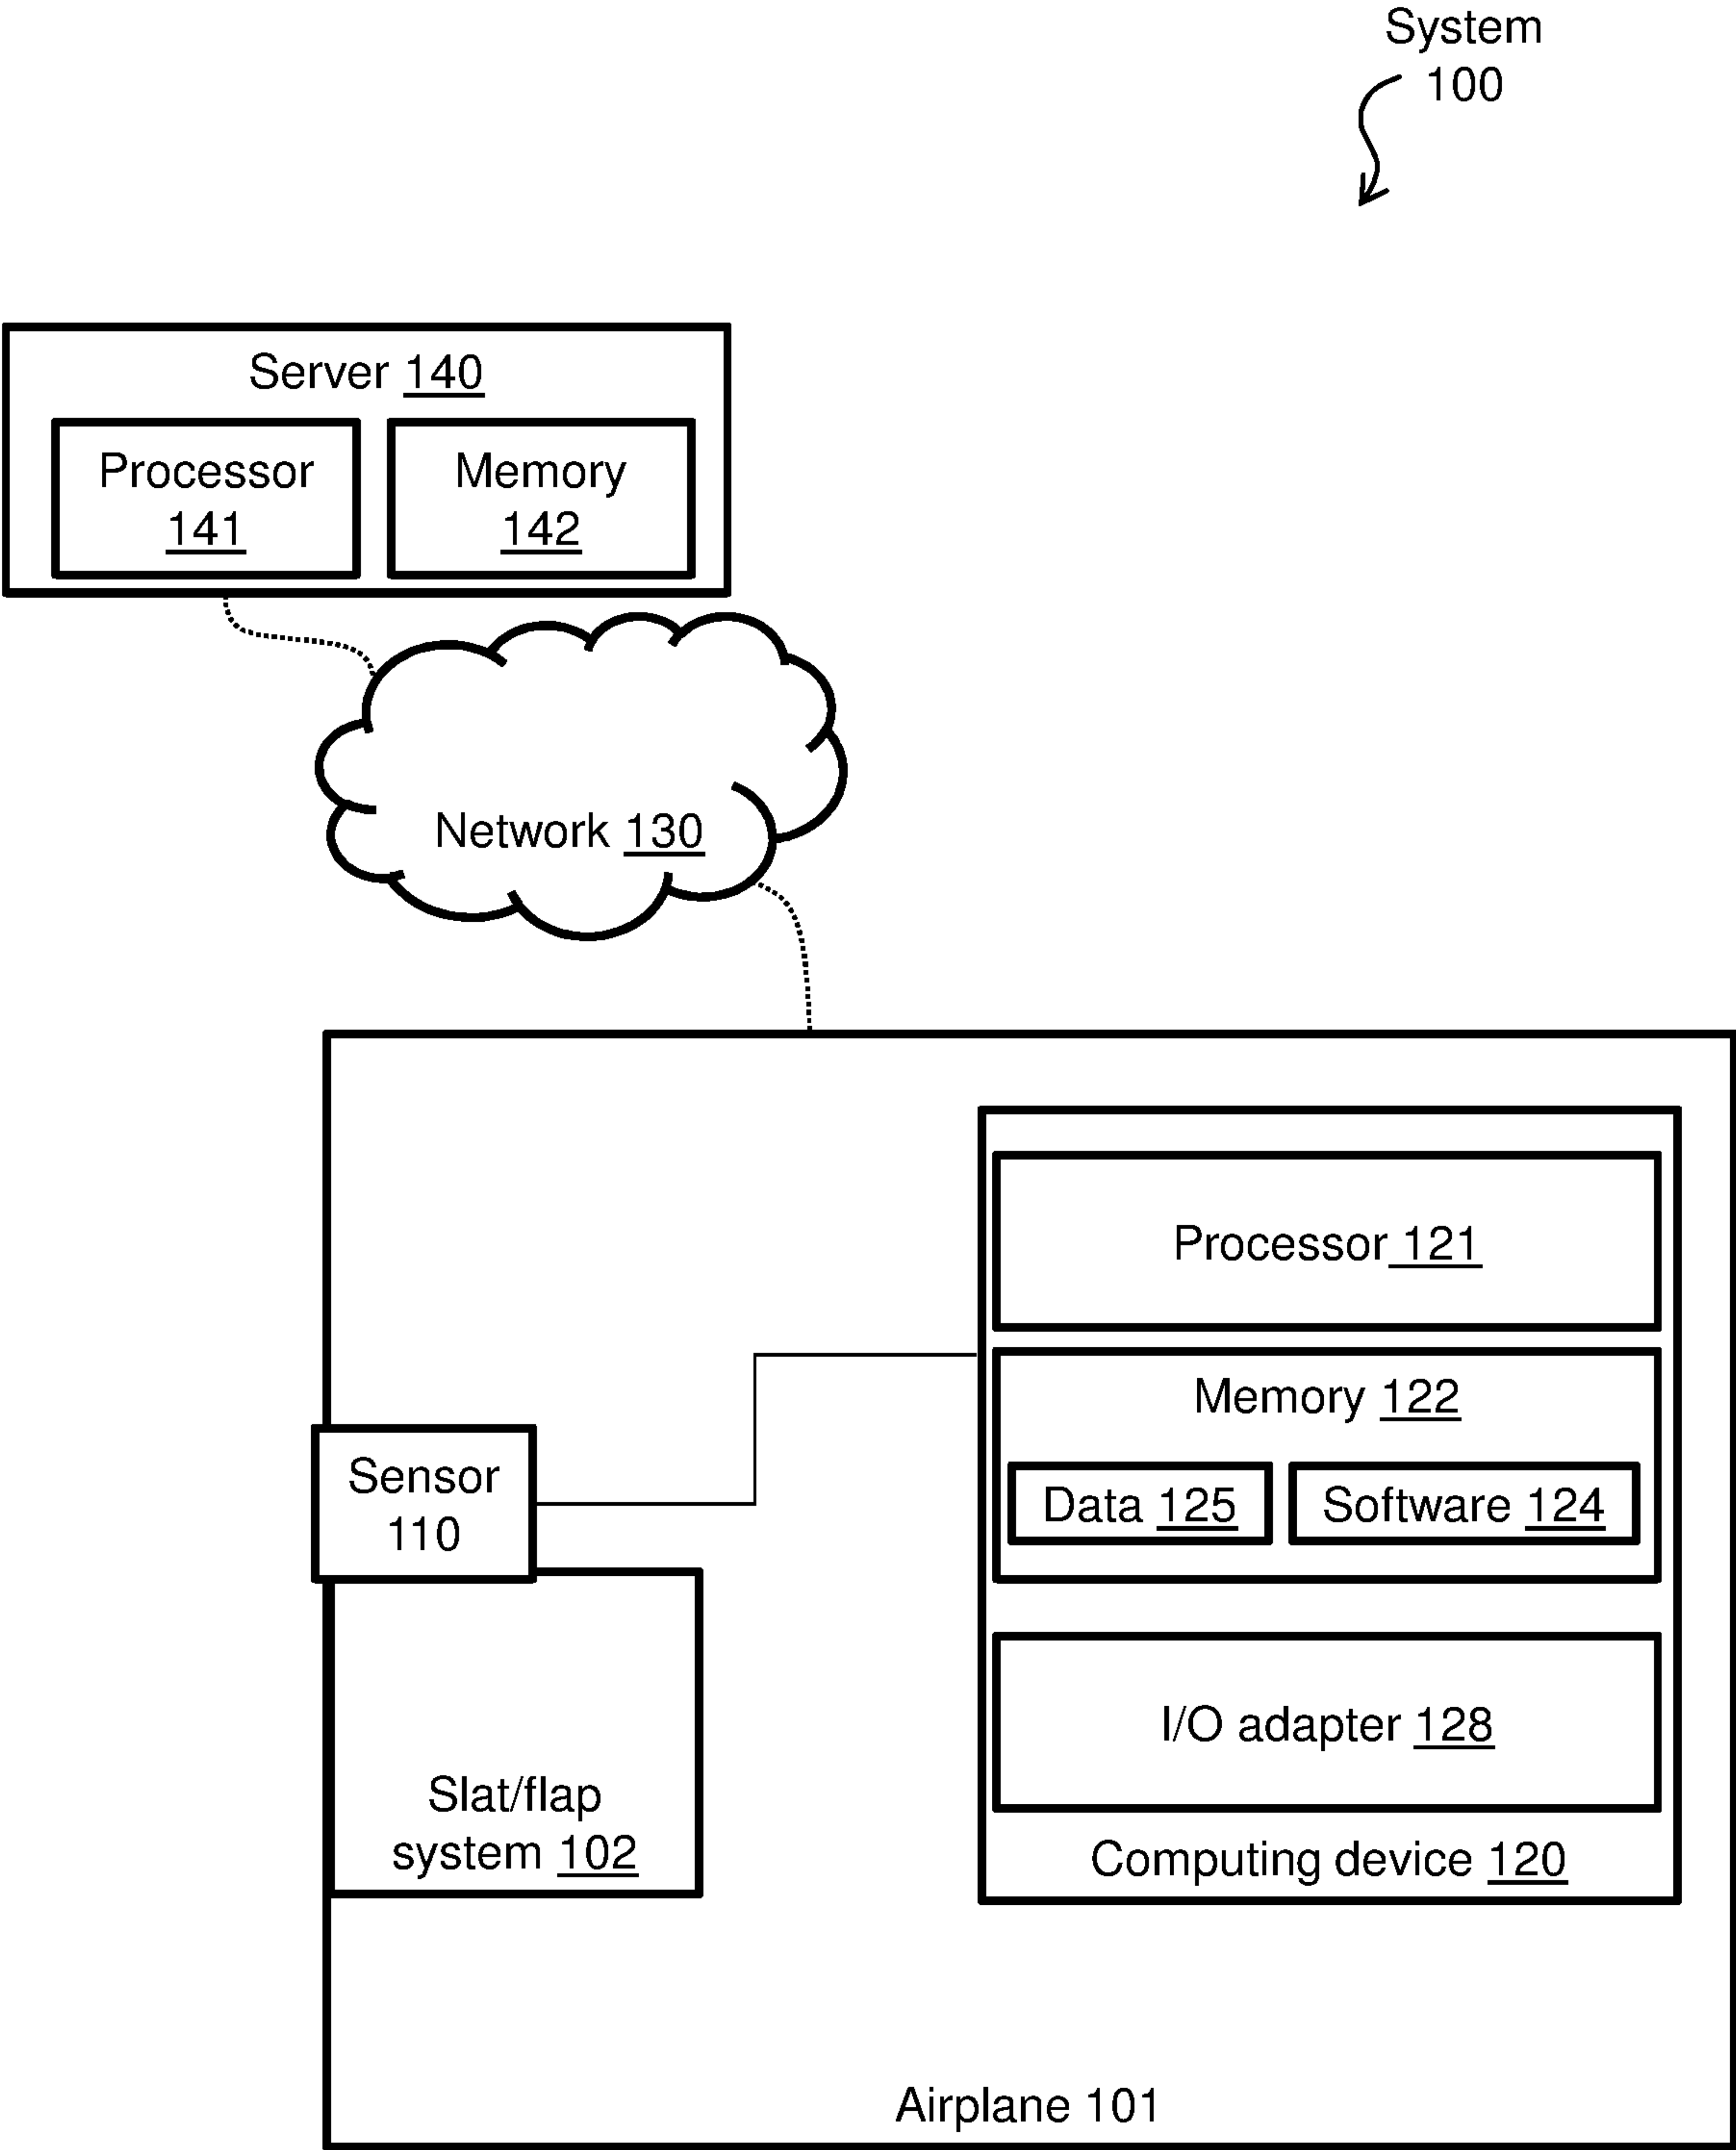 System
100
Server 140
Processor
141
Memory
142
Network 130
Processor 121
Memory 122
Data 125
Software 124
Sensor
110
I/O adapter 128
Slat/flap
system 102
Computing device 120
Airplane 101